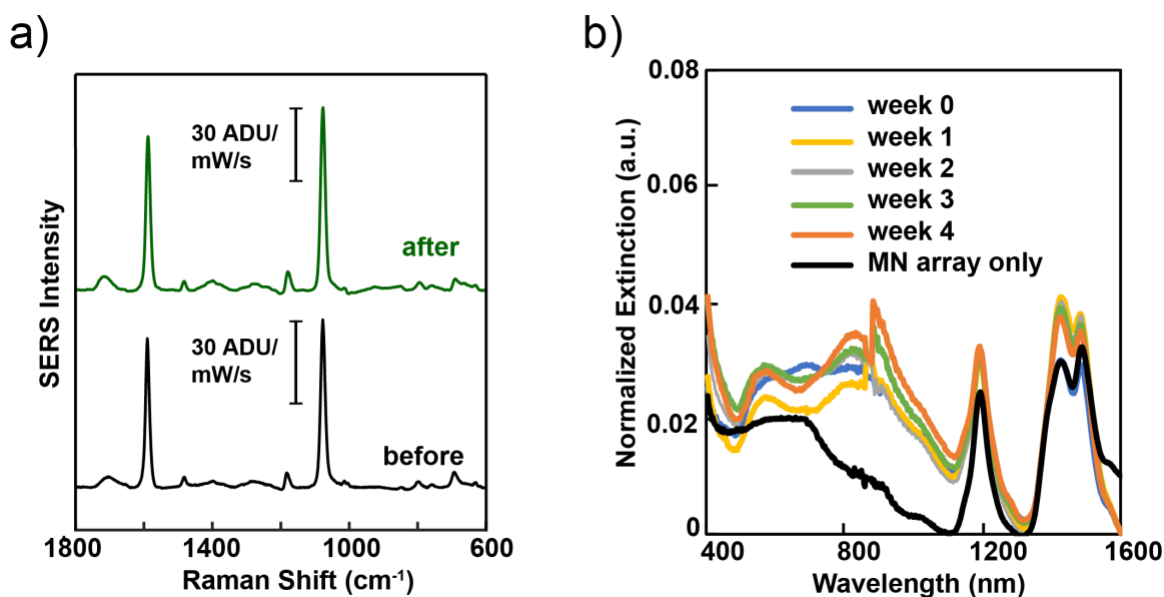 a)
SERS Intensity
30 ADU/
mW/s
after
30 ADU/
mW/s
before
1800 1400 1000 600
Raman Shift (cm⁻¹)
b)
Normalized Extinction (a.u.)
0.08
0.06
0.04
0.02
0
week 0
week 1
week 2
week 3
week 4
MN array only
400 800 1200 1600
Wavelength (nm)